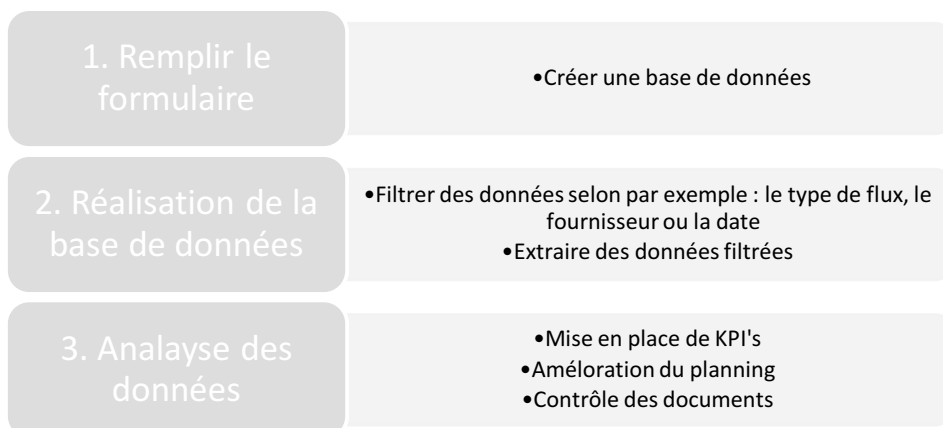 1. Remplir le
formulaire
•Créer une base de données
2. Réalisation de la
base de données
•Filtrer des données selon par exemple : le type de flux, le
fournisseur ou la date
•Extraire des données filtrées
3. Analayse des
données
•Mise en place de KPI's
•Améloration du planning
•Contrôle des documents